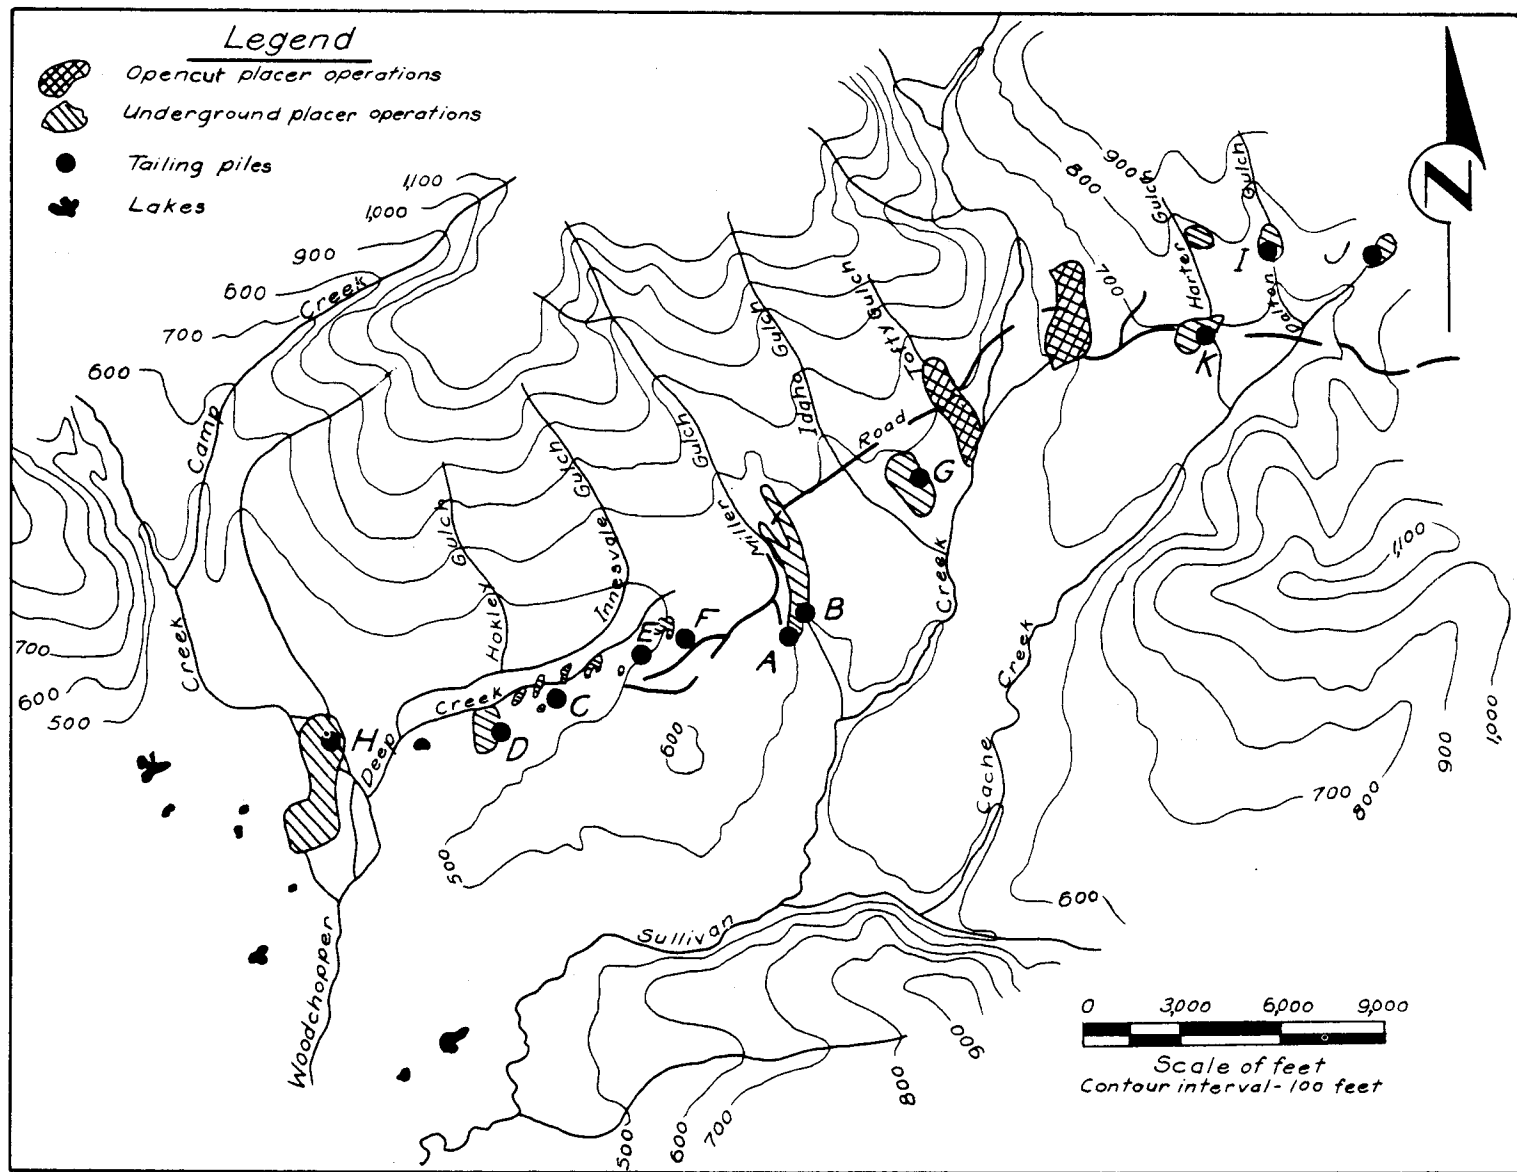 Legend
Opencut placer operations
Underground placer operations
Tailing piles
Lakes
N
1,100
1,000
900
600
700
600
Creek
Camp
Creek
700
600
500
Hokley Gulch
Innesvale Gulch
Miller Gulch
Idaho Gulch
Tofty Gulch
Harter Gulch
Dalton Gulch
900
800
700
Road
I
J
K
G
B
A
F
E
C
D
H
Deep Creek
Creek
Cache Creek
1,100
1,000
900
800
700
600
600
500
Sullivan
Woodchopper
500
600
700
800
900
0 3,000 6,000 9,000
Scale of feet
Contour interval-100 feet